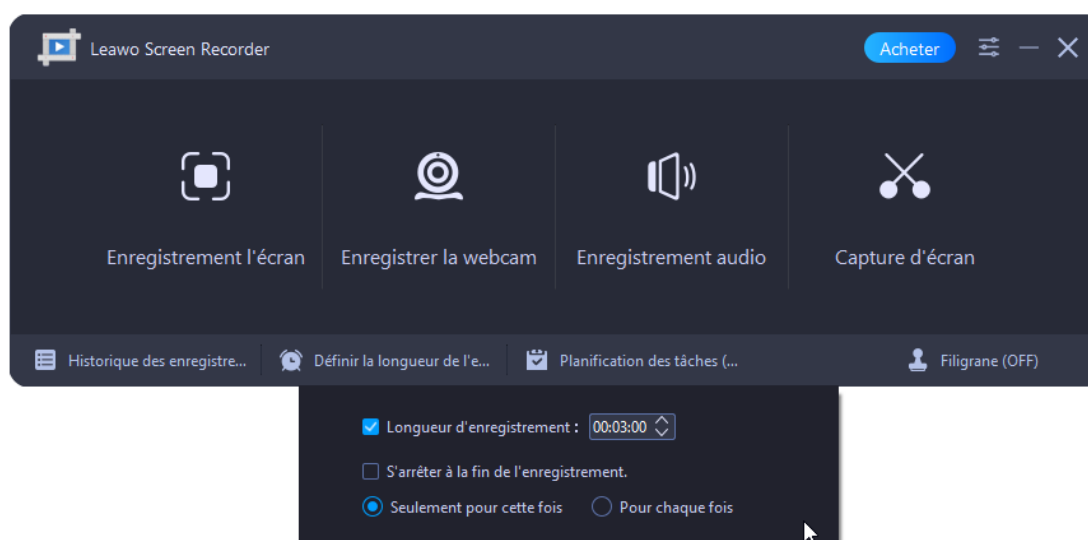 Leawo Screen Recorder
Acheter
Enregistrement l'écran
Enregistrer la webcam
Enregistrement audio
Capture d'écran
Historique des enregistre...
Définir la longueur de l'e...
Planification des tâches (...
Filigrane (OFF)
Longueur d'enregistrement : 00:03:00
S'arrêter à la fin de l'enregistrement.
Seulement pour cette fois
Pour chaque fois